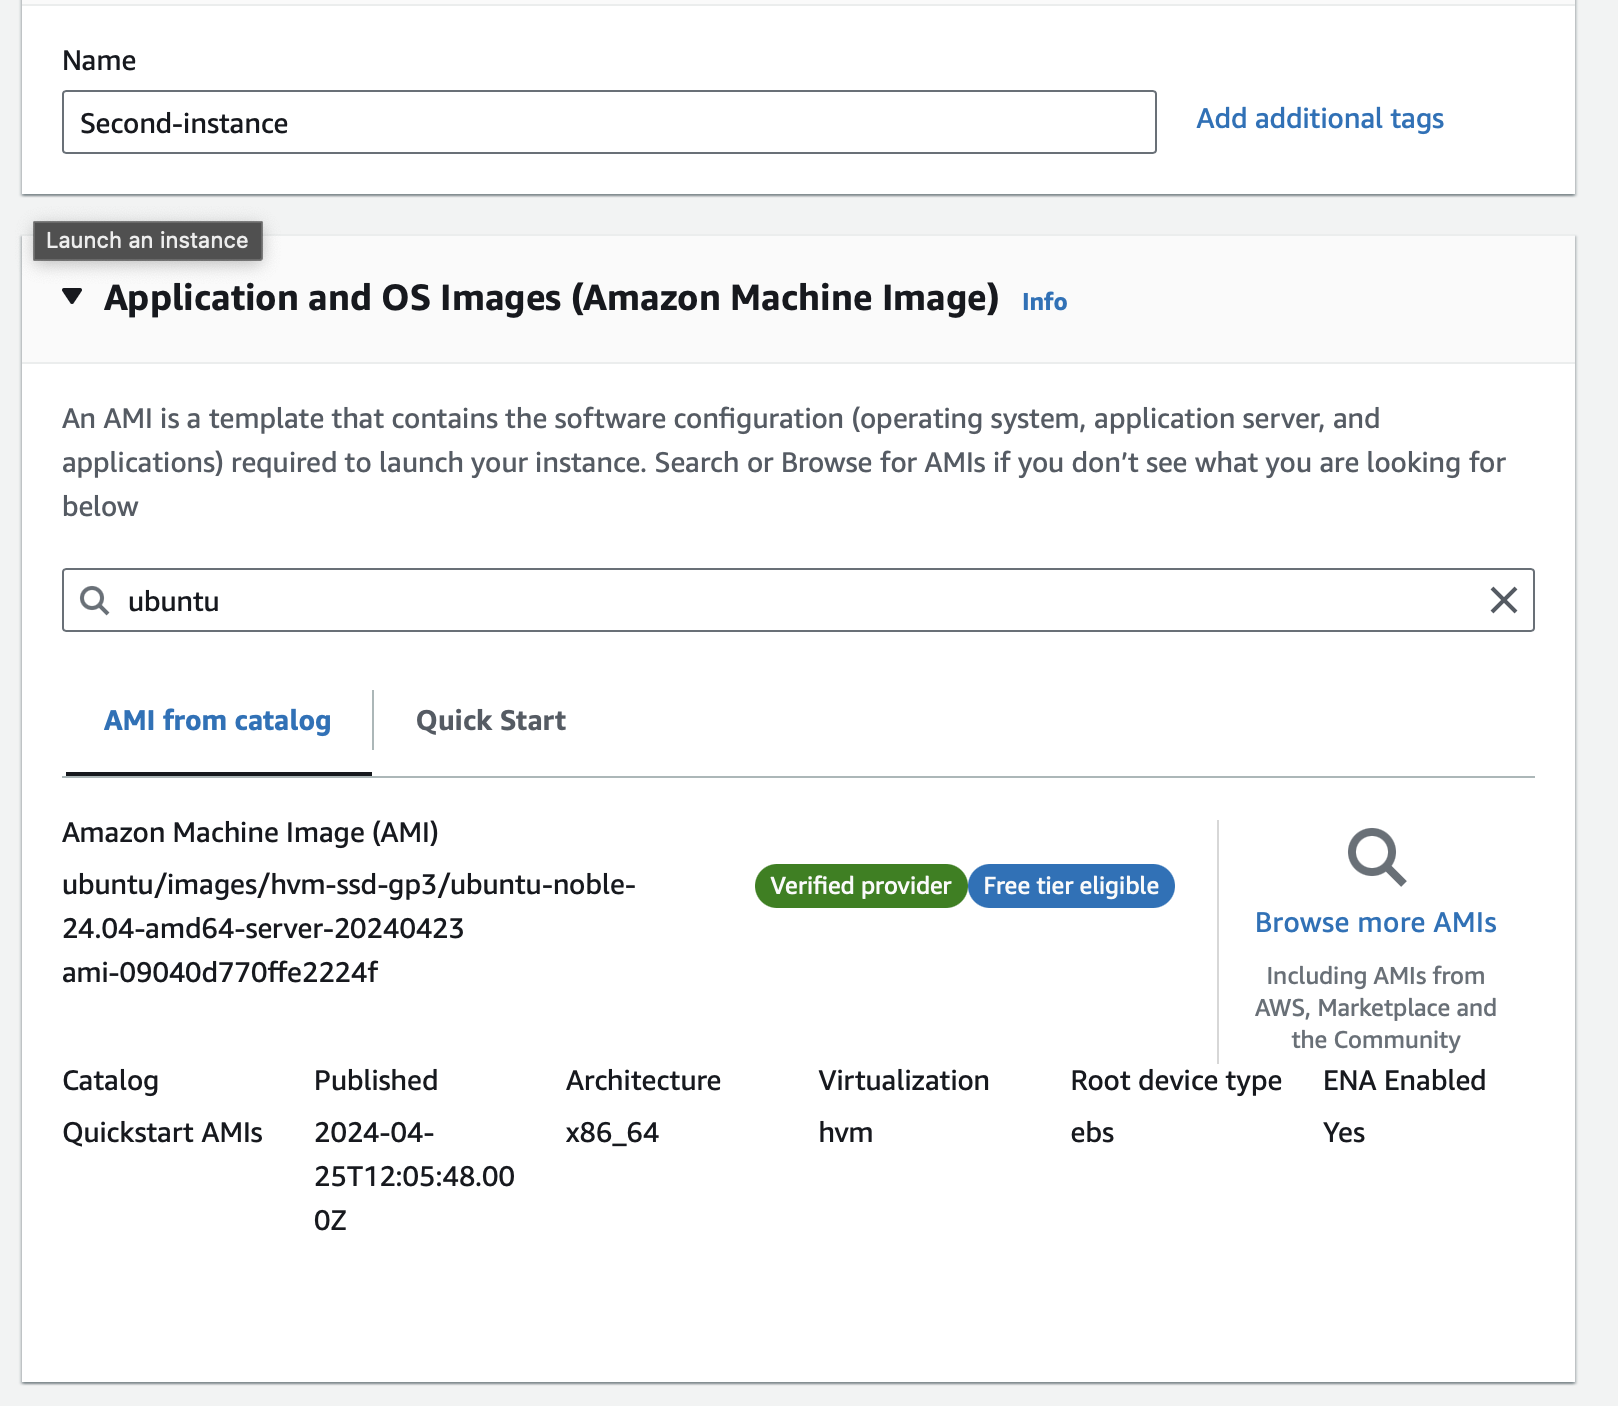 Name
Second-instance
Add additional tags
Launch an instance
Application and OS Images (Amazon Machine Image) Info
An AMI is a template that contains the software configuration (operating system, application server, and
applications) required to launch your instance. Search or Browse for AMIs if you don’t see what you are looking for
below
ubuntu
AMI from catalog
Quick Start
Amazon Machine Image (AMI)
ubuntu/images/hvm-ssd-gp3/ubuntu-noble-
24.04-amd64-server-20240423
ami-09040d770ffe2224f
Verified provider
Free tier eligible
Browse more AMIs
Including AMIs from
AWS, Marketplace and
the Community
Catalog
Quickstart AMIs
Published
2024-04-
25T12:05:48.00
0Z
Architecture
x86_64
Virtualization
hvm
Root device type
ebs
ENA Enabled
Yes